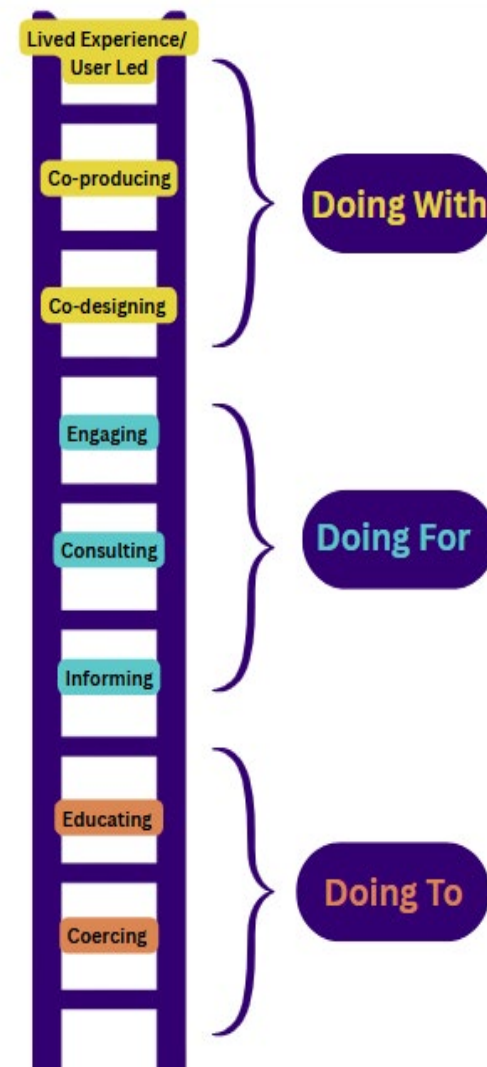 Lived Experience/
User Led
Co-producing
Doing With
Co-designing
Engaging
Consulting
Doing For
Informing
Educating
Doing To
Coercing